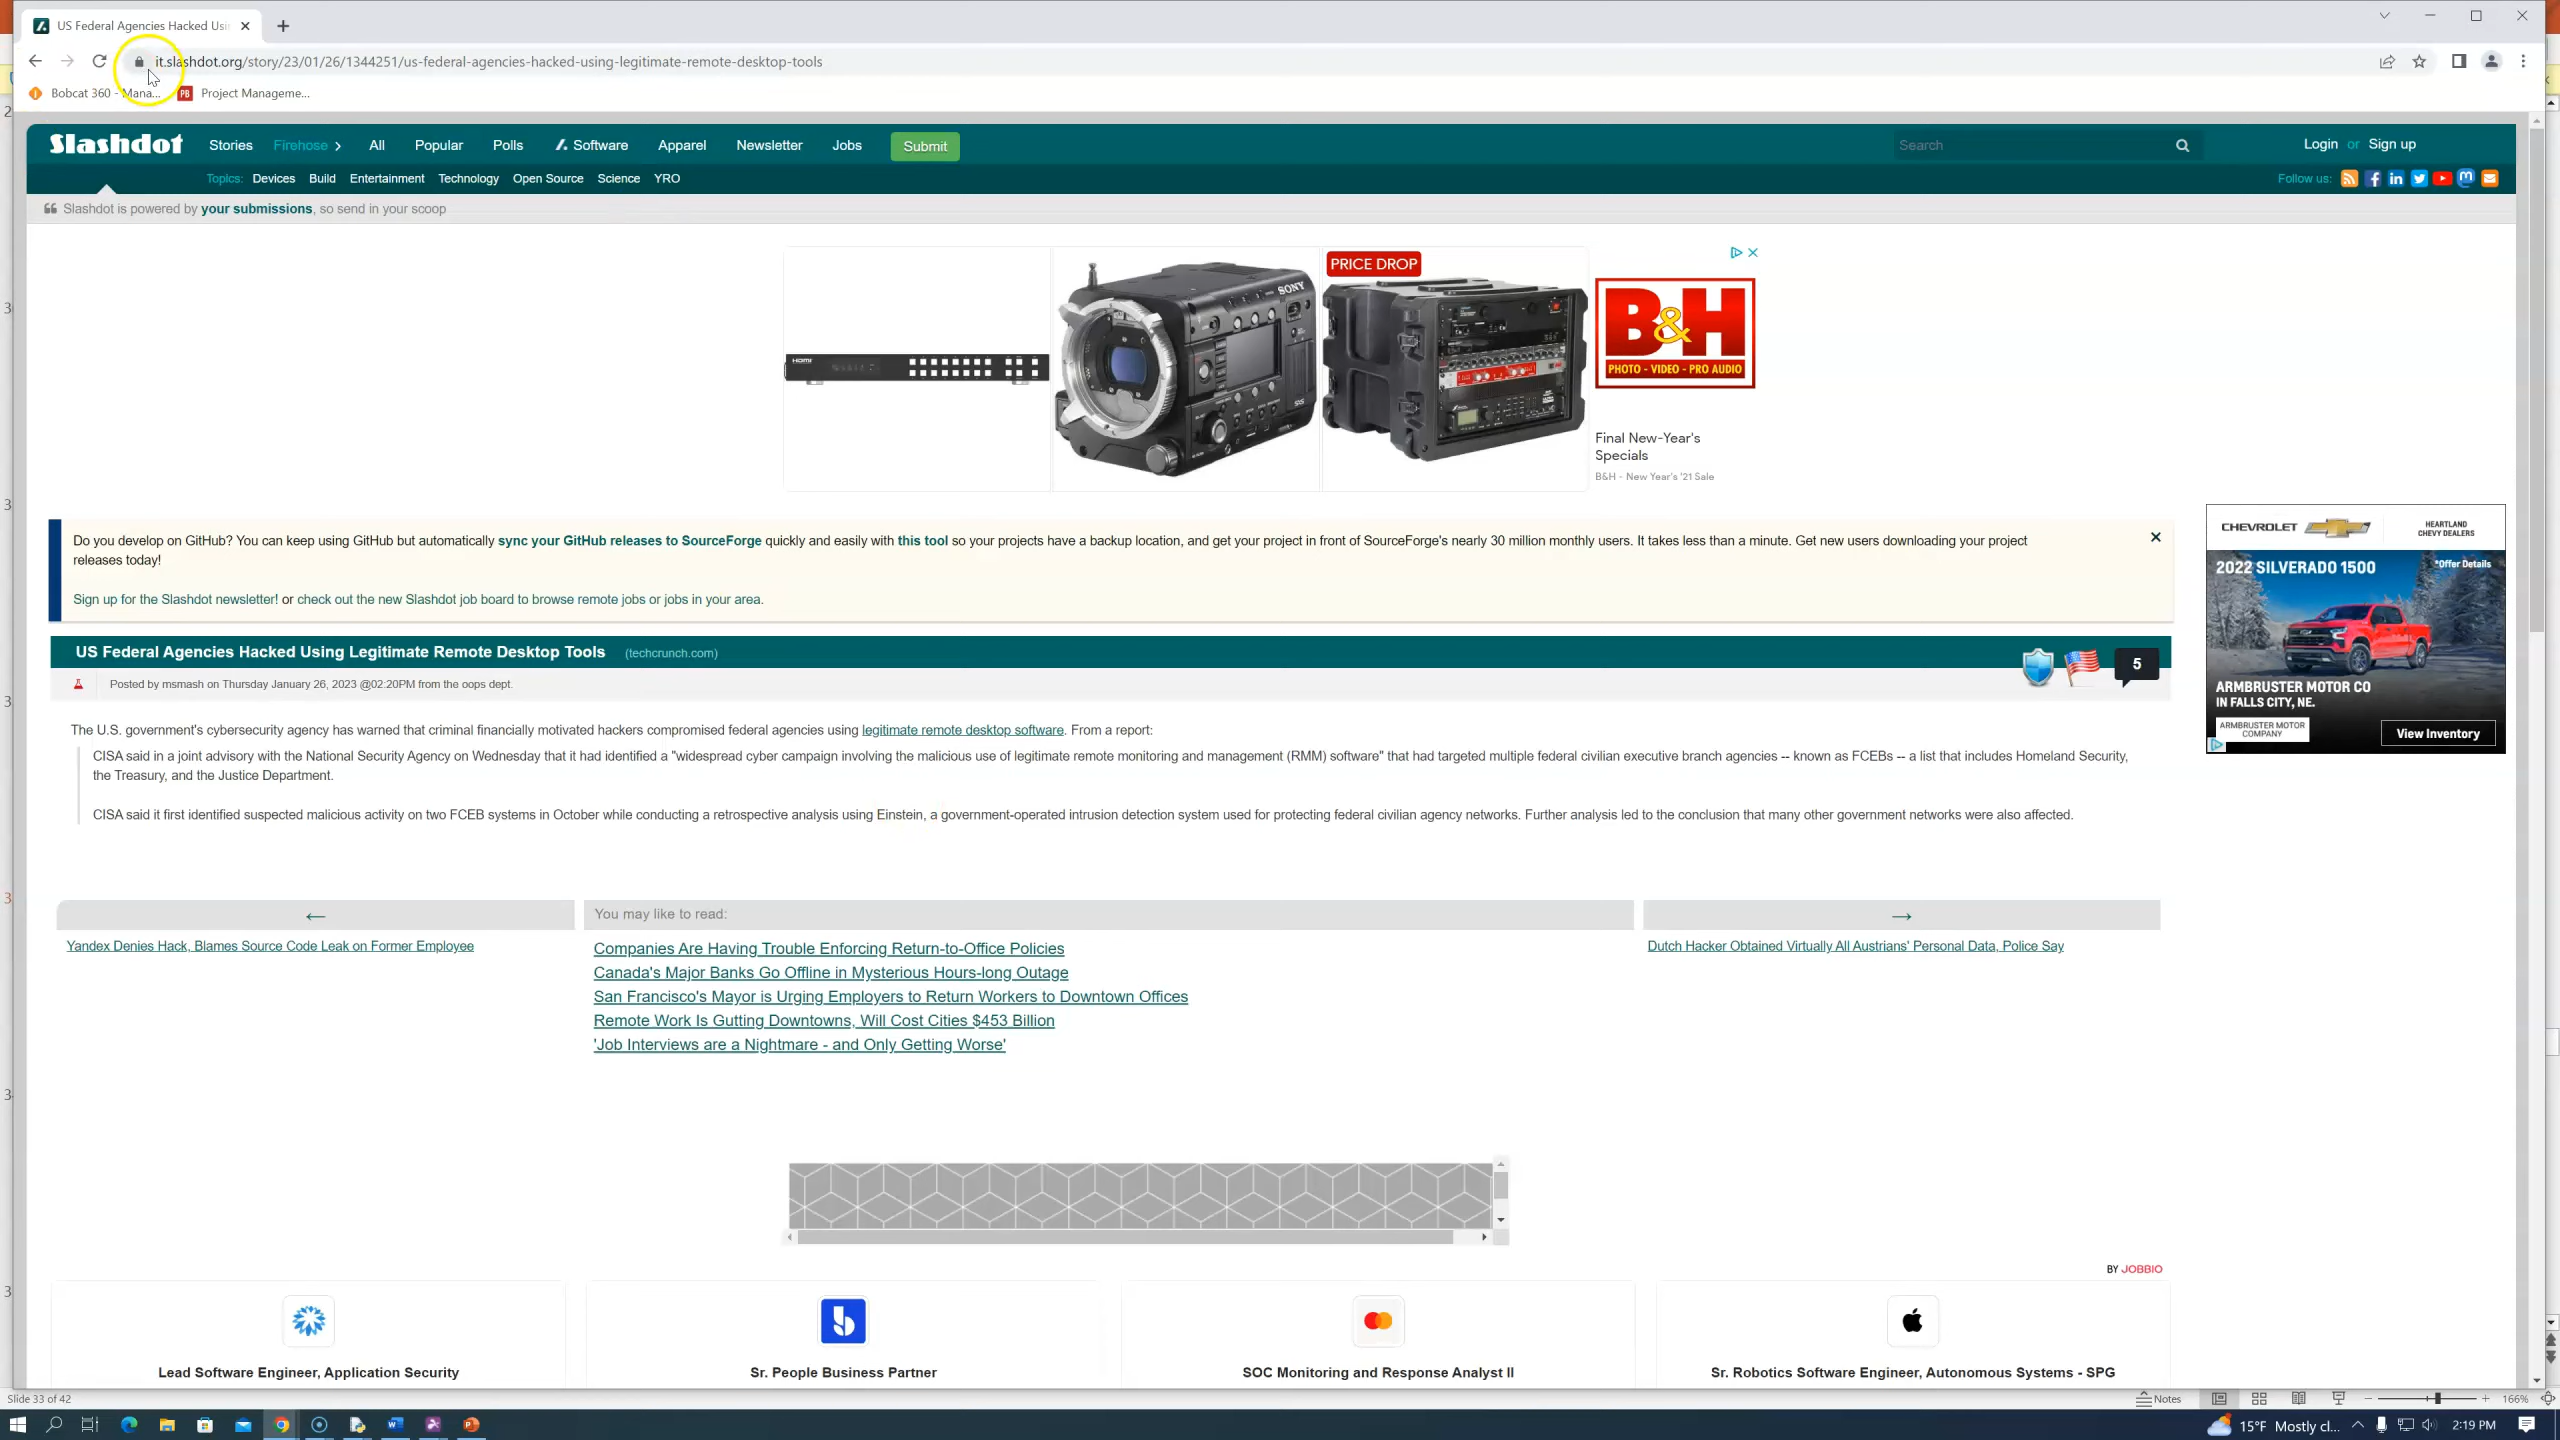 US Federal Agencies Hacked Usi
it.slashdot.org/story/23/01/26/1344251/us-federal-agencies-hacked-using-legitimate-remote-desktop-tools
Bobcat 360 - Mana...
PB Project Manageme...
Slashdot Stories Firehose All Popular Polls Software Apparel Newsletter Jobs Submit Search Login or Sign up
Topics: Devices Build Entertainment Technology Open Source Science YRO Follow us:
Slashdot is powered by your submissions, so send in your scoop
PRICE DROP
HDMI
SONY
B&H
PHOTO - VIDEO - PRO AUDIO
Final New-Year's
Specials
B&H - New Year's '21 Sale
Do you develop on GitHub? You can keep using GitHub but automatically sync your GitHub releases to SourceForge quickly and easily with this tool so your projects have a backup location, and get your project in front of SourceForge's nearly 30 million monthly users. It takes less than a minute. Get new users downloading your project
releases today!
Sign up for the Slashdot newsletter! or check out the new Slashdot job board to browse remote jobs or jobs in your area.
CHEVROLET
HEARTLAND
CHEVY DEALERS
2022 SILVERADO 1500
*Offer Details
ARMBRUSTER MOTOR CO
IN FALLS CITY, NE.
ARMBRUSTER MOTOR
COMPANY
View Inventory
US Federal Agencies Hacked Using Legitimate Remote Desktop Tools (techcrunch.com)
5
Posted by msmash on Thursday January 26, 2023 @02:20PM from the oops dept.
The U.S. government's cybersecurity agency has warned that criminal financially motivated hackers compromised federal agencies using legitimate remote desktop software. From a report:
CISA said in a joint advisory with the National Security Agency on Wednesday that it had identified a "widespread cyber campaign involving the malicious use of legitimate remote monitoring and management (RMM) software" that had targeted multiple federal civilian executive branch agencies -- known as FCEBs -- a list that includes Homeland Security,
the Treasury, and the Justice Department.
CISA said it first identified suspected malicious activity on two FCEB systems in October while conducting a retrospective analysis using Einstein, a government-operated intrusion detection system used for protecting federal civilian agency networks. Further analysis led to the conclusion that many other government networks were also affected.
←
You may like to read:
→
Yandex Denies Hack, Blames Source Code Leak on Former Employee
Companies Are Having Trouble Enforcing Return-to-Office Policies
Canada's Major Banks Go Offline in Mysterious Hours-long Outage
San Francisco's Mayor is Urging Employers to Return Workers to Downtown Offices
Remote Work Is Gutting Downtowns, Will Cost Cities $453 Billion
'Job Interviews are a Nightmare - and Only Getting Worse'
Dutch Hacker Obtained Virtually All Austrians' Personal Data, Police Say
BY JOBBIO
Lead Software Engineer, Application Security
Sr. People Business Partner
SOC Monitoring and Response Analyst II
Sr. Robotics Software Engineer, Autonomous Systems - SPG
Slide 33 of 42
Notes
166%
15°F Mostly cl...
2:19 PM